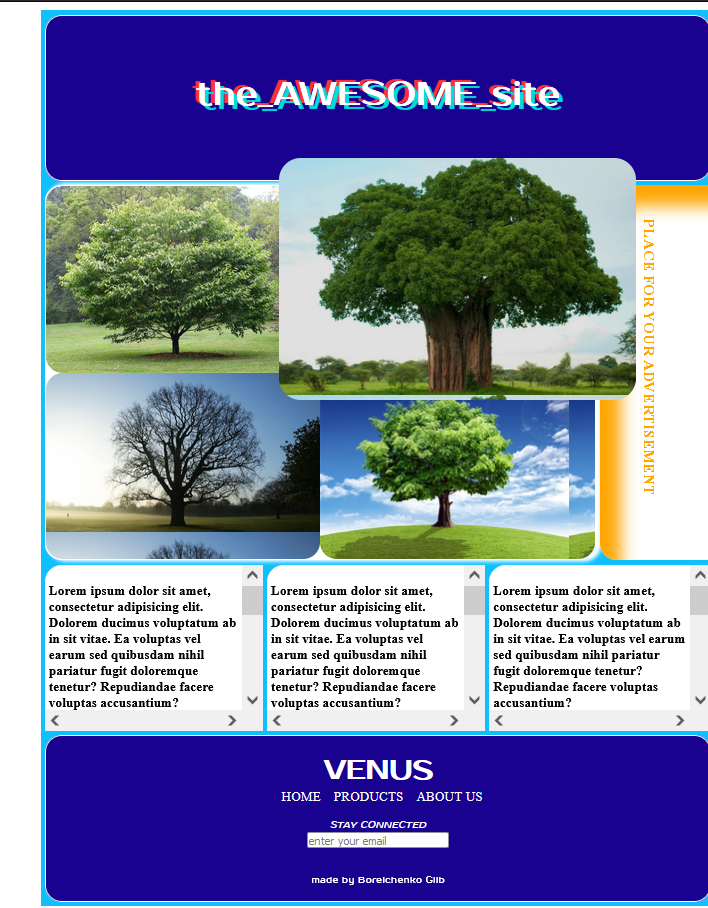 the_AWESOME_site
PLACE FOR YOUR ADVERTISEMENT
Lorem ipsum dolor sit amet,
consectetur adipisicing elit.
Dolorem ducimus voluptatum ab
in sit vitae. Ea voluptas vel
earum sed quibusdam nihil
pariatur fugit doloremque
tenetur? Repudiandae facere
voluptas accusantium?
Lorem ipsum dolor sit amet,
consectetur adipisicing elit.
Dolorem ducimus voluptatum ab
in sit vitae. Ea voluptas vel
earum sed quibusdam nihil
pariatur fugit doloremque
tenetur? Repudiandae facere
voluptas accusantium?
Lorem ipsum dolor sit amet,
consectetur adipisicing elit.
Dolorem ducimus voluptatum ab
in sit vitae. Ea voluptas vel earum
sed quibusdam nihil pariatur
fugit doloremque tenetur?
Repudiandae facere voluptas
accusantium?
VENUS
HOME PRODUCTS ABOUT US
STAY CONNECTED
enter your email
made by Borelchenko Glib